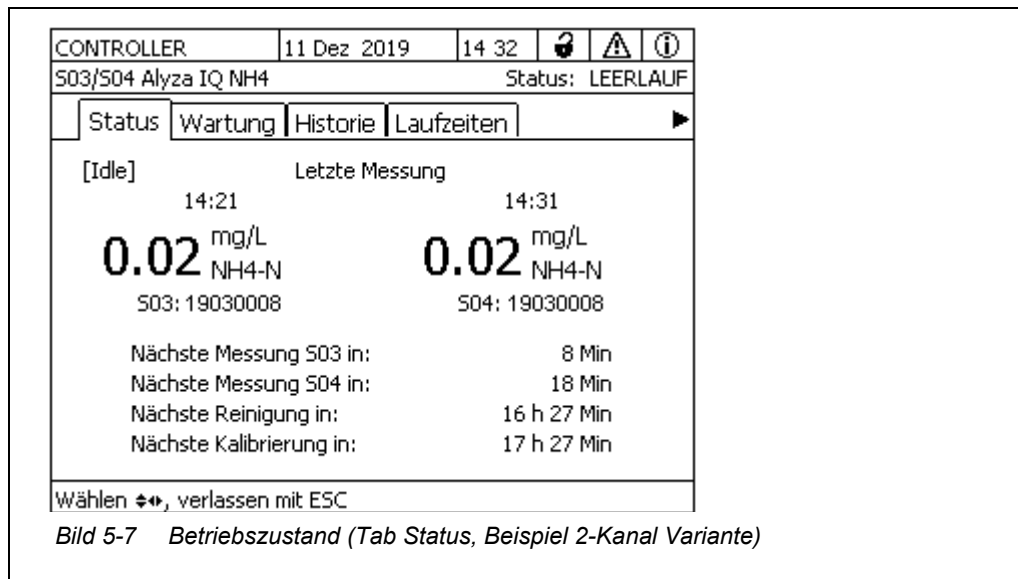 CONTROLLER 11 Dez 2019 14 32
S03/S04 Alyza IQ NH4 Status: LEERLAUF
Status Wartung Historie Laufzeiten
[Idle] Letzte Messung
14:21 14:31
0.02 mg/L NH4-N 0.02 mg/L NH4-N
S03: 19030008 S04: 19030008
Nächste Messung S03 in: 8 Min
Nächste Messung S04 in: 18 Min
Nächste Reinigung in: 16 h 27 Min
Nächste Kalibrierung in: 17 h 27 Min
Wählen , verlassen mit ESC
Bild 5-7 Betriebszustand (Tab Status, Beispiel 2-Kanal Variante)